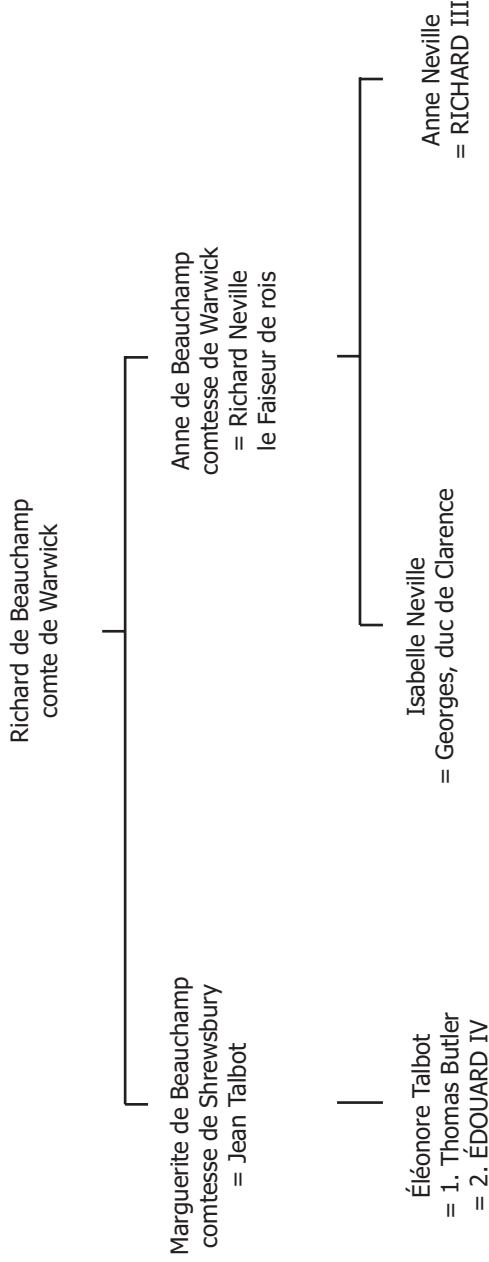 Richard de Beauchamp
comte de Warwick
Marguerite de Beauchamp
comtesse de Shrewsbury
= Jean Talbot
Anne de Beauchamp
comtesse de Warwick
= Richard Neville
le Faiseur de rois
Éléonore Talbot
= 1. Thomas Butler
= 2. ÉDOUARD IV
Isabelle Neville
= Georges, duc de Clarence
Anne Neville
= RICHARD III